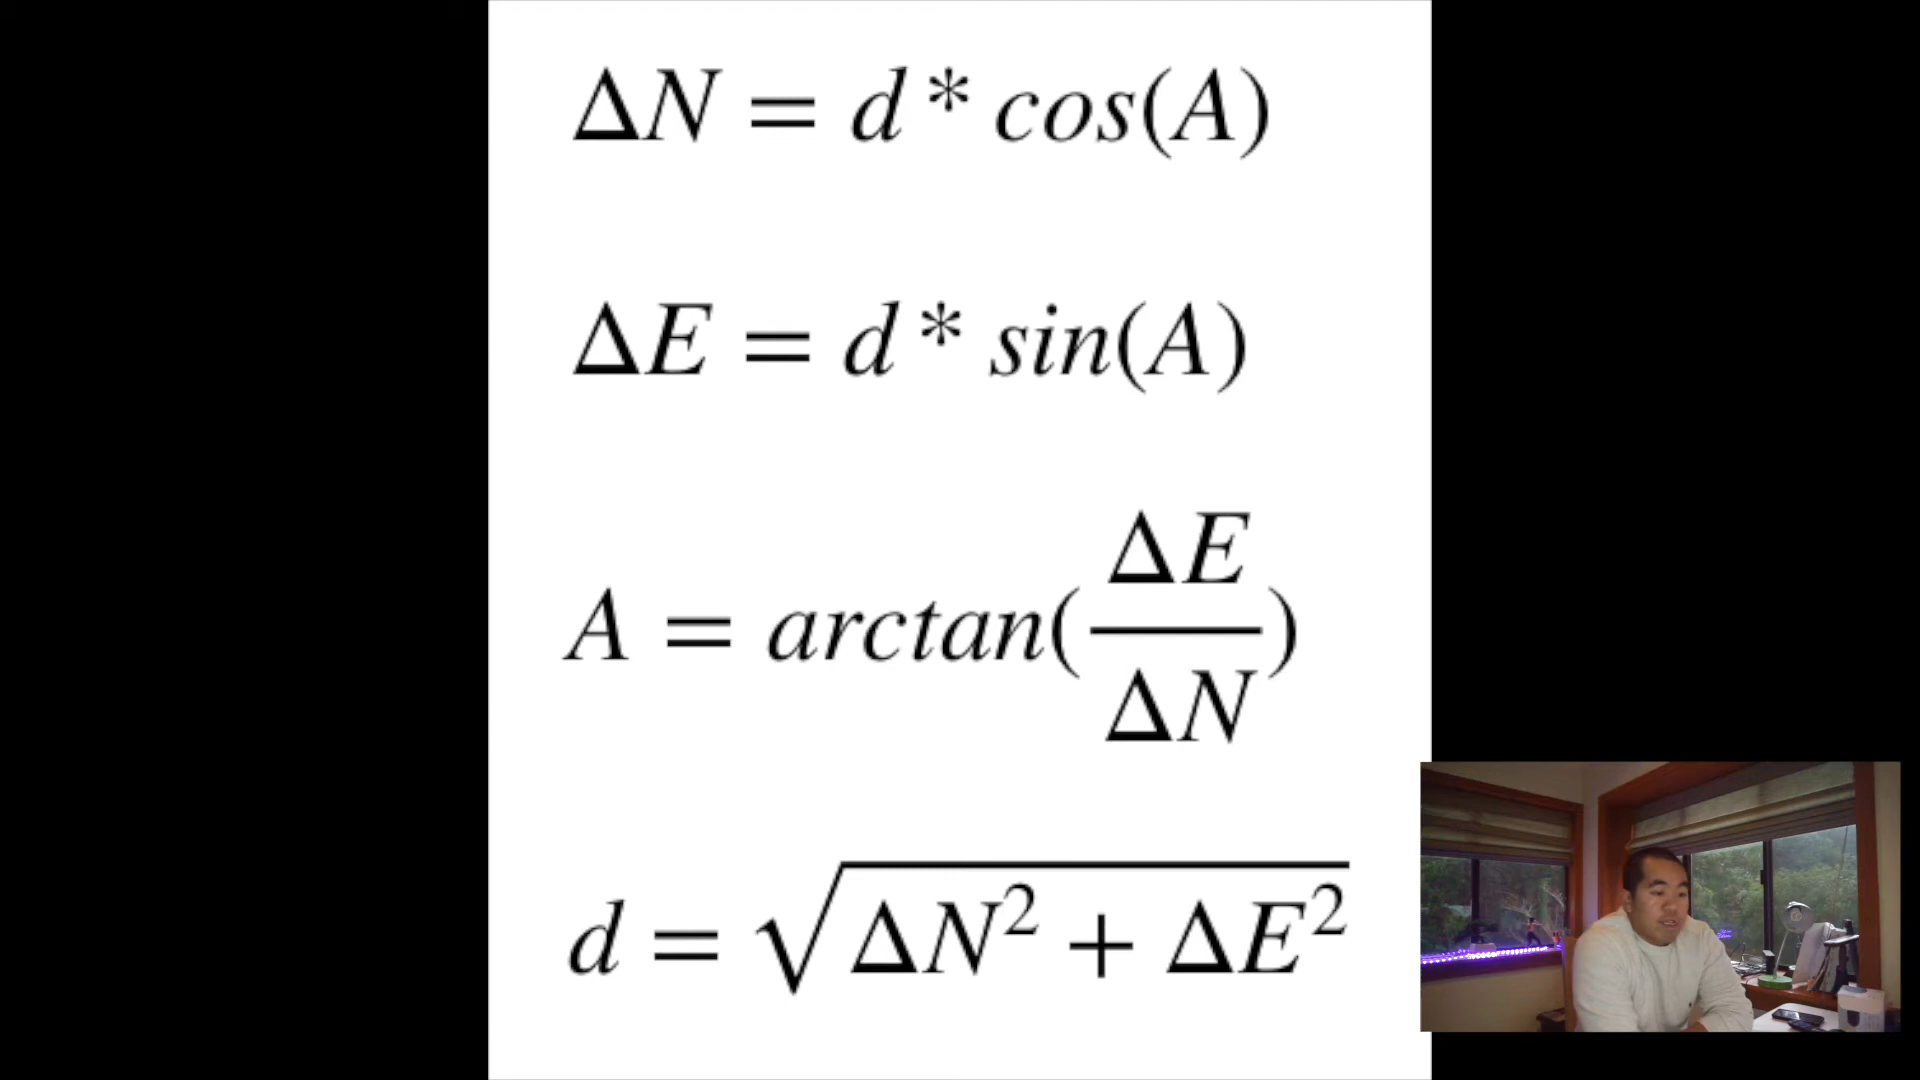 ΔN = d * cos(A)
ΔE = d * sin(A)
A = arctan(ΔE/ΔN)
d = √(ΔN² + ΔE²)